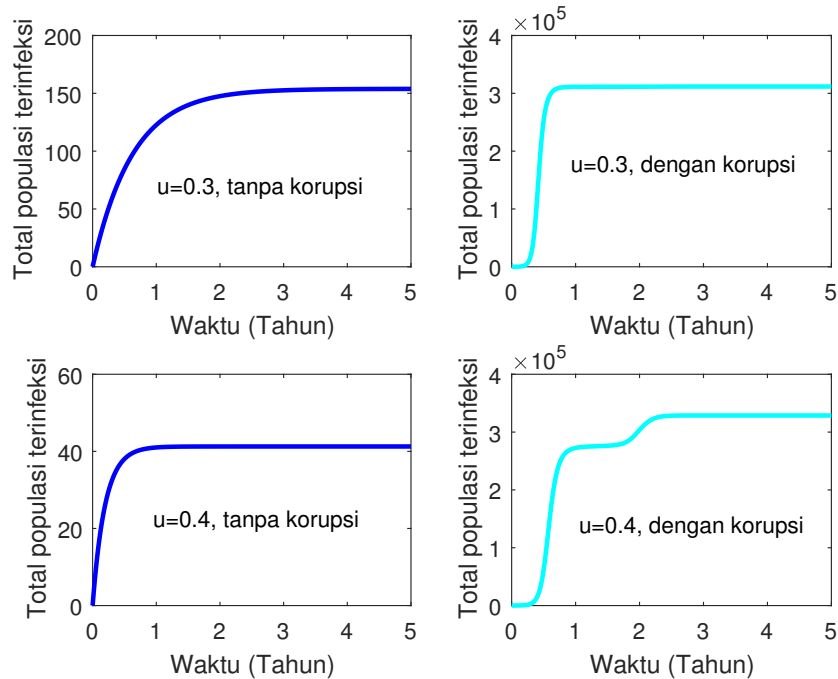 Total populasi terinfeksi
200
150
100
50
0
u=0.3, tanpa korupsi
0 1 2 3 4 5
Waktu (Tahun)
×10^5
Total populasi terinfeksi
4
3
2
1
0
u=0.3, dengan korupsi
0 1 2 3 4 5
Waktu (Tahun)
Total populasi terinfeksi
60
40
20
0
u=0.4, tanpa korupsi
0 1 2 3 4 5
Waktu (Tahun)
×10^5
Total populasi terinfeksi
4
3
2
1
0
u=0.4, dengan korupsi
0 1 2 3 4 5
Waktu (Tahun)